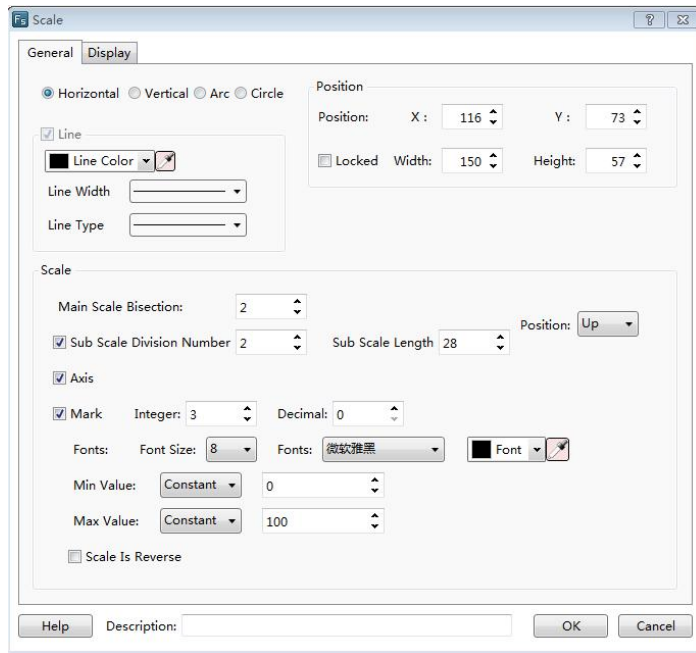 Fs Scale
General Display
Horizontal Vertical Arc Circle
Position
Position: X : 116 Y : 73
Locked Width: 150 Height: 57
Line
Line Color
Line Width
Line Type
Scale
Main Scale Bisection: 2
Position: Up
Sub Scale Division Number 2 Sub Scale Length 28
Axis
Mark Integer: 3 Decimal: 0
Fonts: Font Size: 8 Fonts: 微软雅黑 Font
Min Value: Constant 0
Max Value: Constant 100
Scale Is Reverse
Help Description: OK Cancel